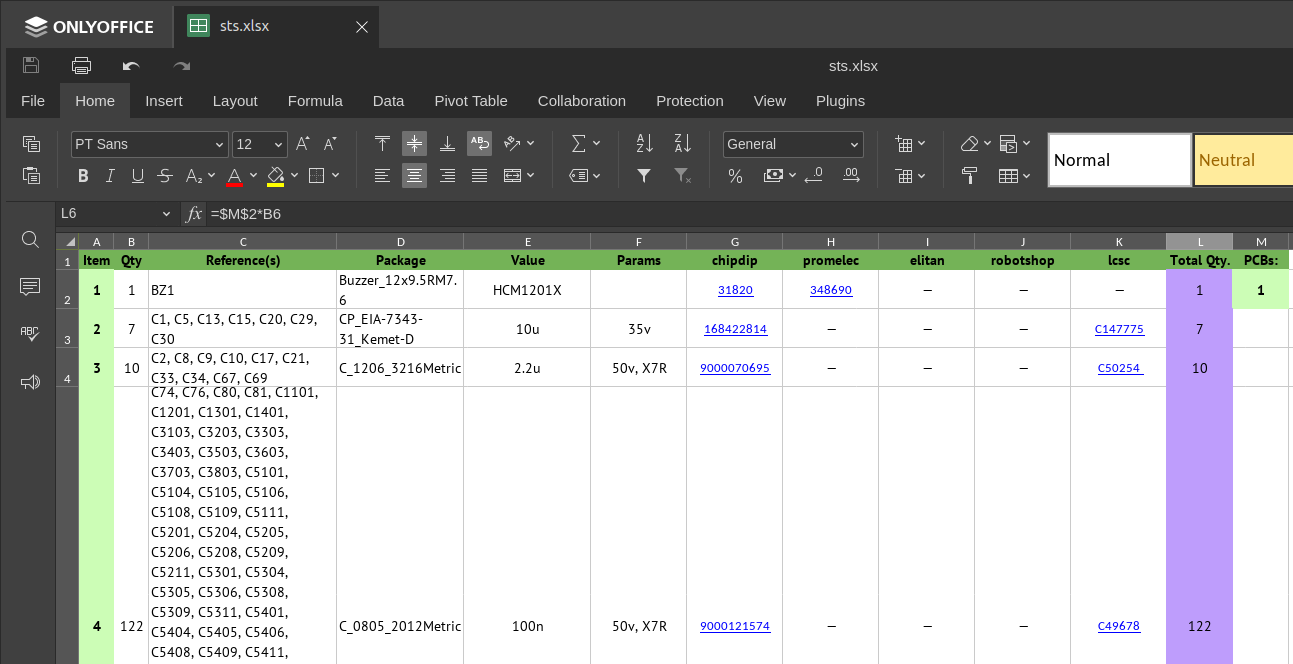 ONLYOFFICE sts.xlsx
sts.xlsx
File Home Insert Layout Formula Data Pivot Table Collaboration Protection View Plugins
PT Sans 12 General Normal Neutral
L6 fx =$M$2*B6
A B C D E F G H I J K L M
1 Item Qty Reference(s) Package Value Params chipdip promelec elitan robotshop lcsc Total Qty. PCBs:
2 1 1 BZ1 Buzzer_12x9.5RM7.6 HCM1201X 31820 348690 — — — 1 1
3 2 7 C1, C5, C13, C15, C20, C29, C30 CP_EIA-7343-31_Kemet-D 10u 35v 168422814 — — — C147775 7
4 3 10 C2, C8, C9, C10, C17, C21, C33, C34, C67, C69 C_1206_3216Metric 2.2u 50v, X7R 9000070695 — — — C50254 10
C74, C76, C80, C81, C1101,
C1201, C1301, C1401,
C3103, C3203, C3303,
C3403, C3503, C3603,
C3703, C3803, C5101,
C5104, C5105, C5106,
C5108, C5109, C5111,
C5201, C5204, C5205,
C5206, C5208, C5209,
C5211, C5301, C5304,
C5305, C5306, C5308,
C5309, C5311, C5401,
4 122 C5404, C5405, C5406, C_0805_2012Metric 100n 50v, X7R 9000121574 — — — C49678 122
C5408, C5409, C5411,